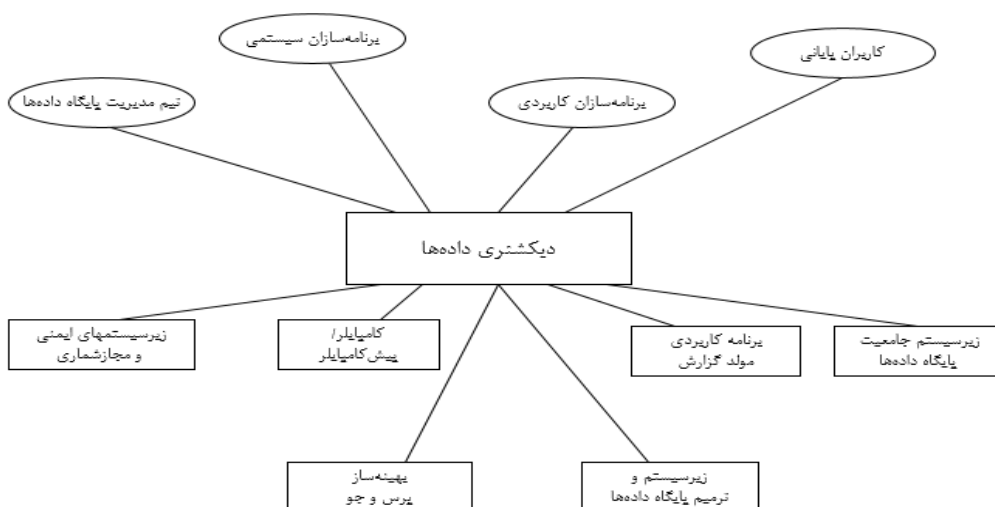 برنامه‌سازان سیستمی
کاربران پایانی
تیم مدیریت پایگاه داده‌ها
برنامه‌سازان کاربردی
دیکشنری داده‌ها
زیرسیستمهای ایمنی
و مجازشماری
کامپایلر/
پیش‌کامپایلر
برنامه کاربردی
مولد گزارش
زیرسیستم جامعیت
پایگاه داده‌ها
بهینه‌ساز
پرس و جو
زیرسیستم و
ترمیم پایگاه داده‌ها